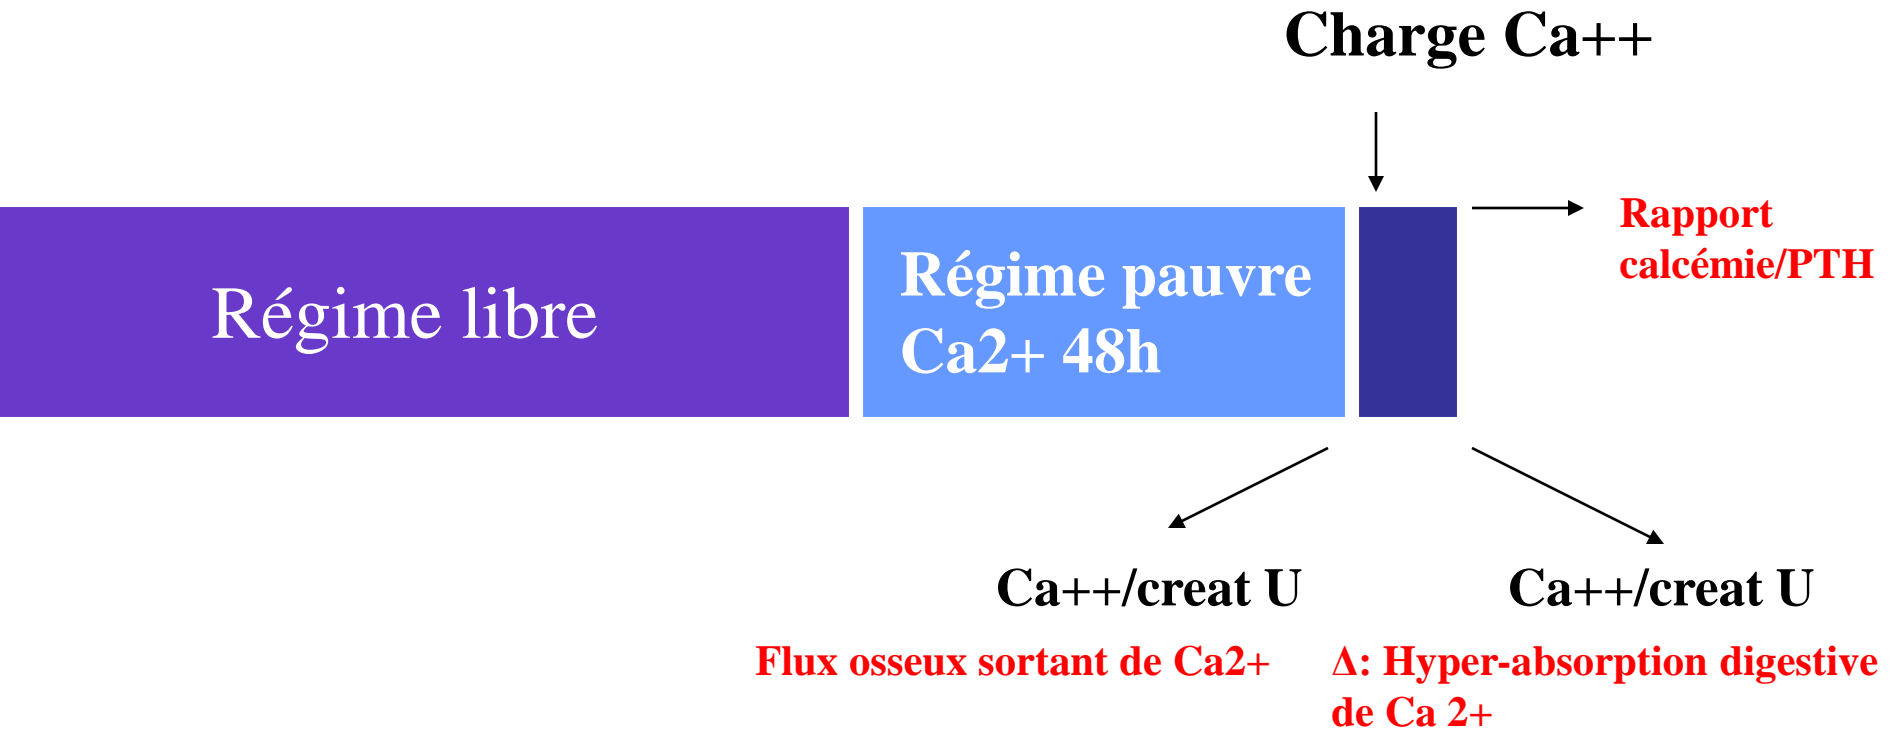 Charge Ca++
Rapport
calcémie/PTH
Régime libre
Régime pauvre
Ca2+ 48h
Ca++/creat U
Flux osseux sortant de Ca2+
Ca++/creat U
Δ: Hyper-absorption digestive
de Ca 2+